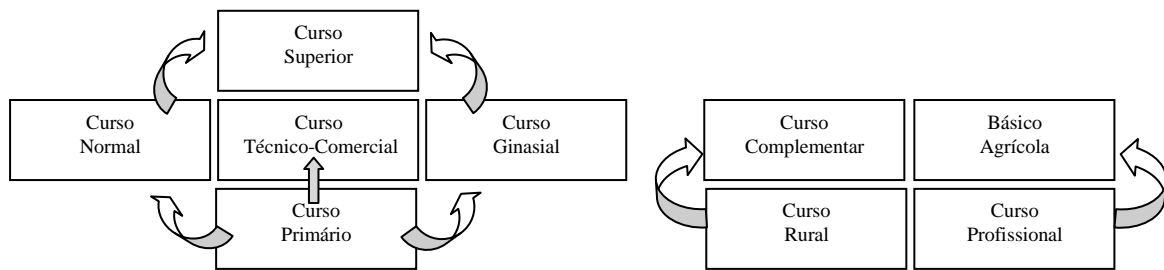 Curso
Superior
Curso
Normal
Curso
Técnico-Comercial
Curso
Ginasial
Curso
Primário
Curso
Complementar
Básico
Agrícola
Curso
Rural
Curso
Profissional